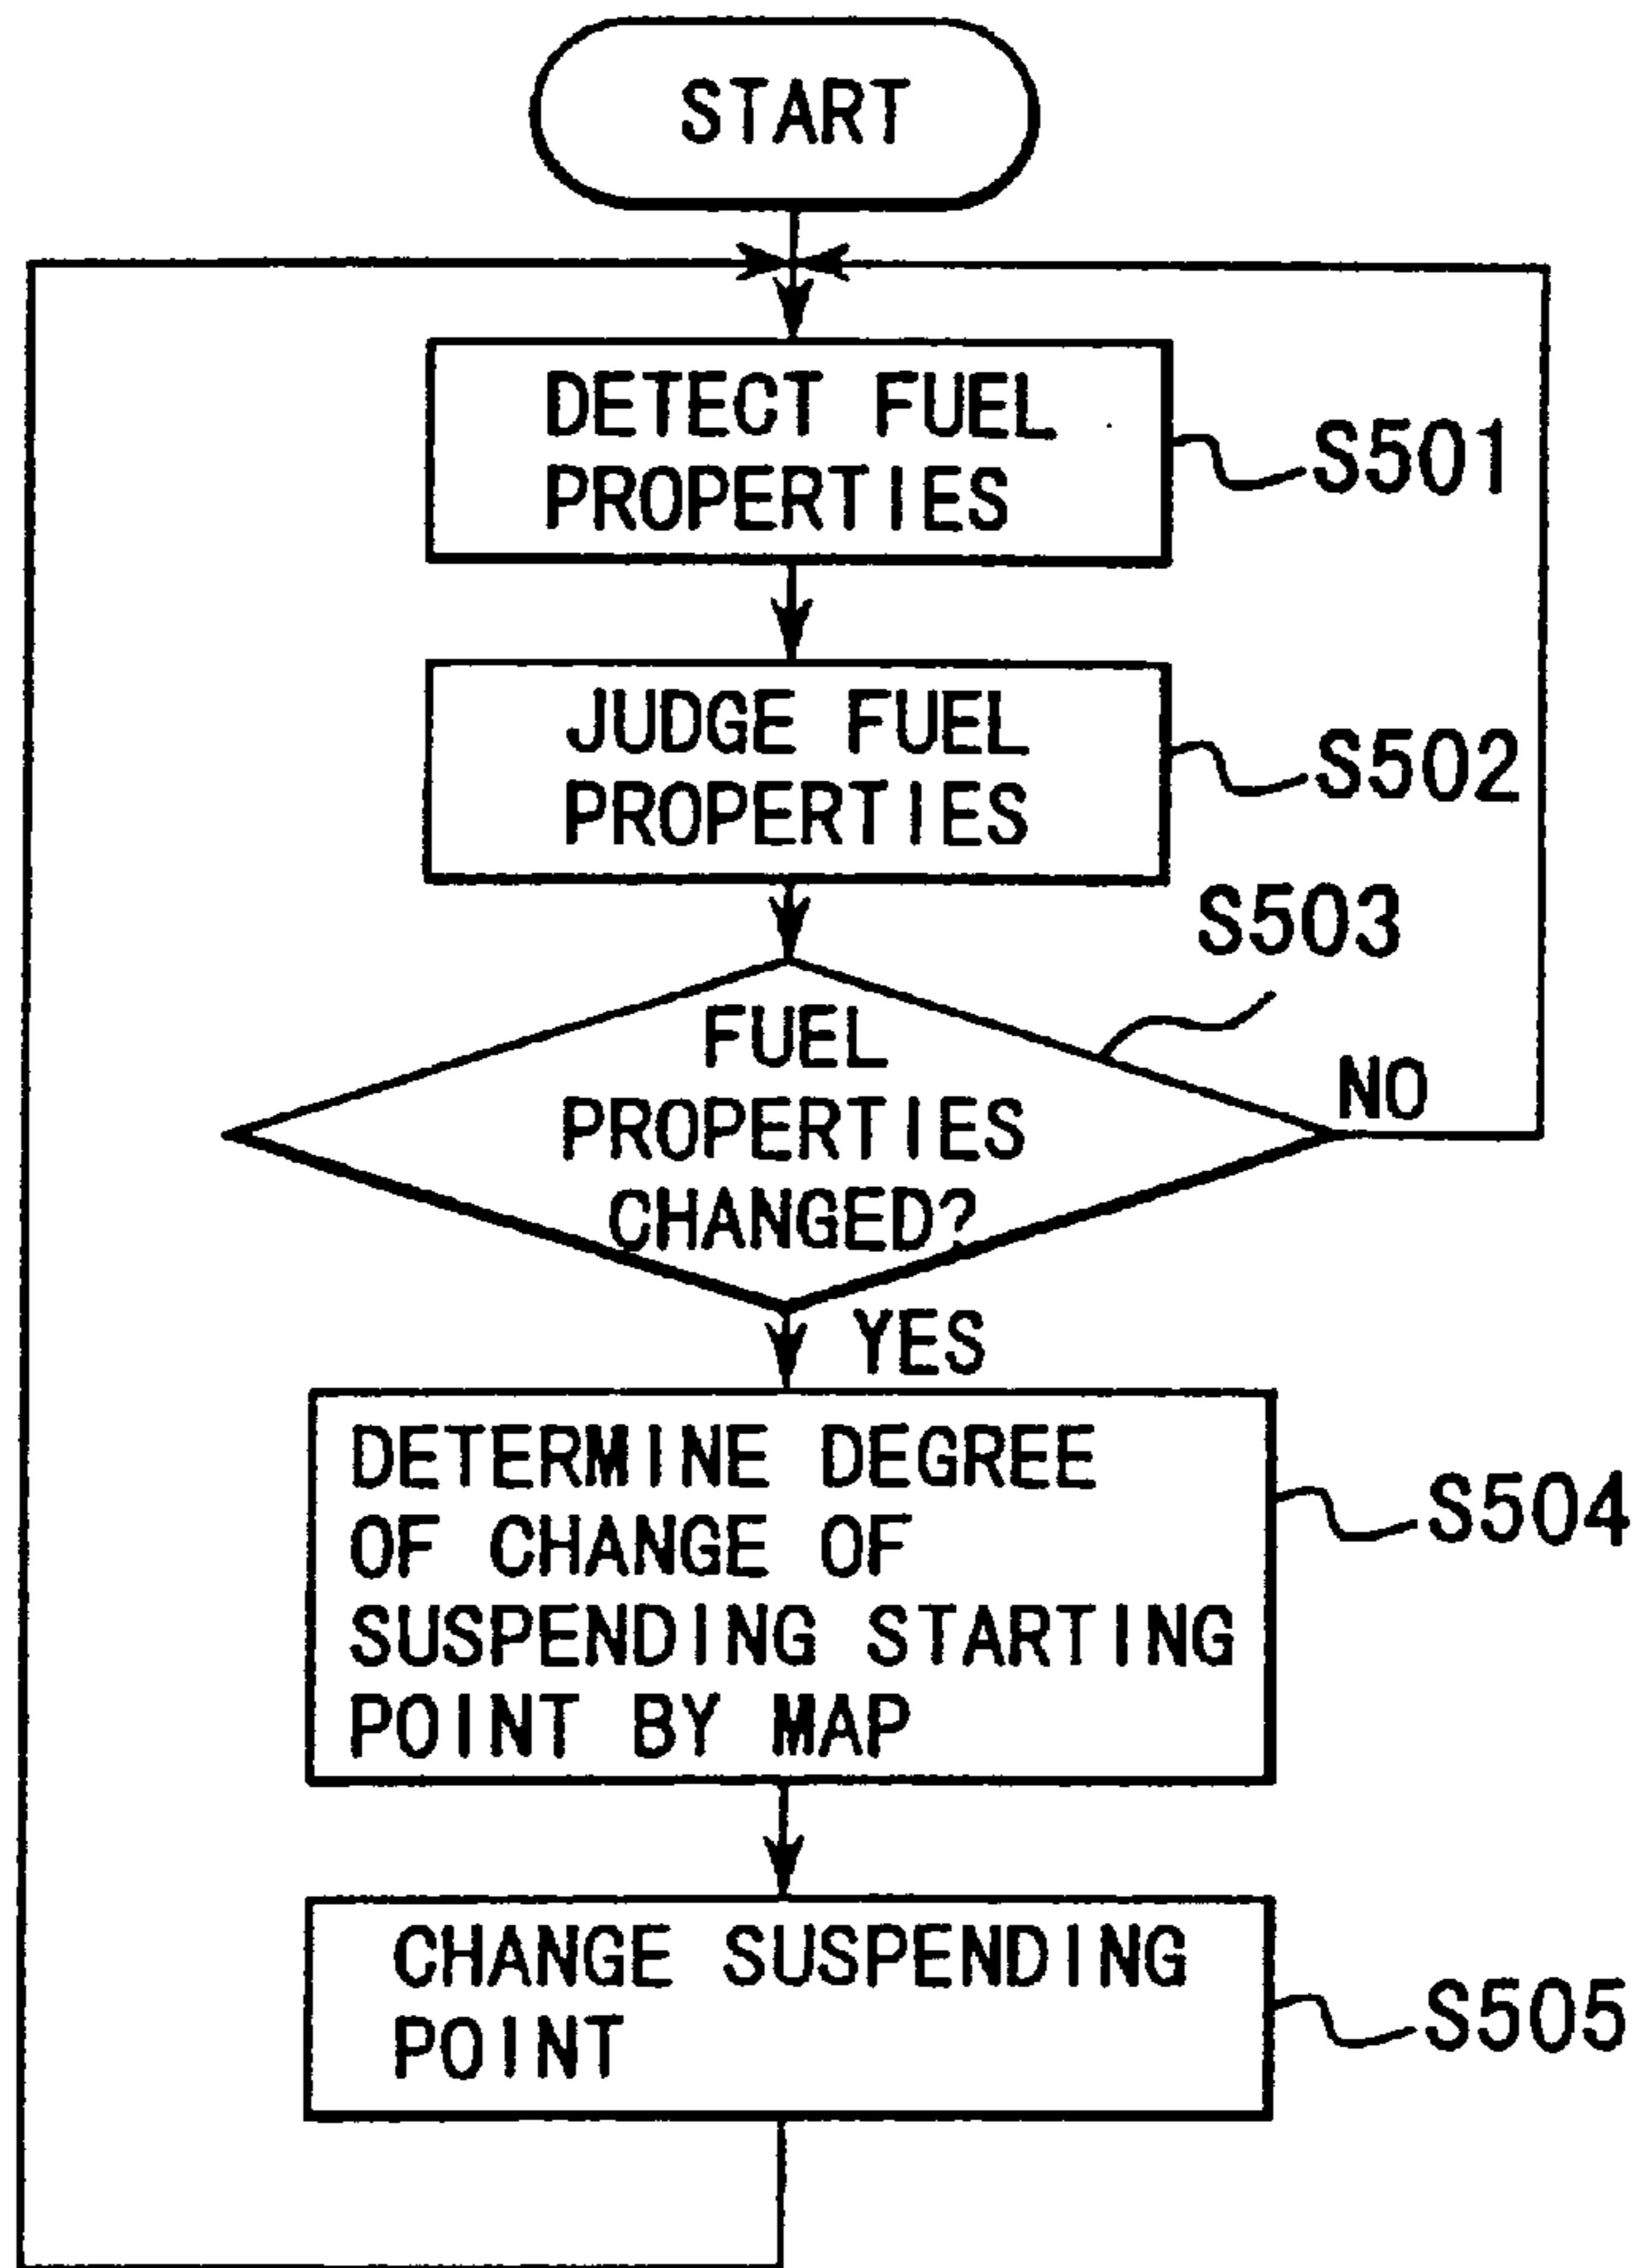 START
DETECT FUEL
PROPERTIES
S501
JUDGE FUEL
PROPERTIES
S502
S503
FUEL
PROPERTIES
CHANGED?
NO
YES
DETERMINE DEGREE
OF CHANGE OF
SUSPENDING STARTING
POINT BY MAP
S504
CHANGE SUSPENDING
POINT
S505